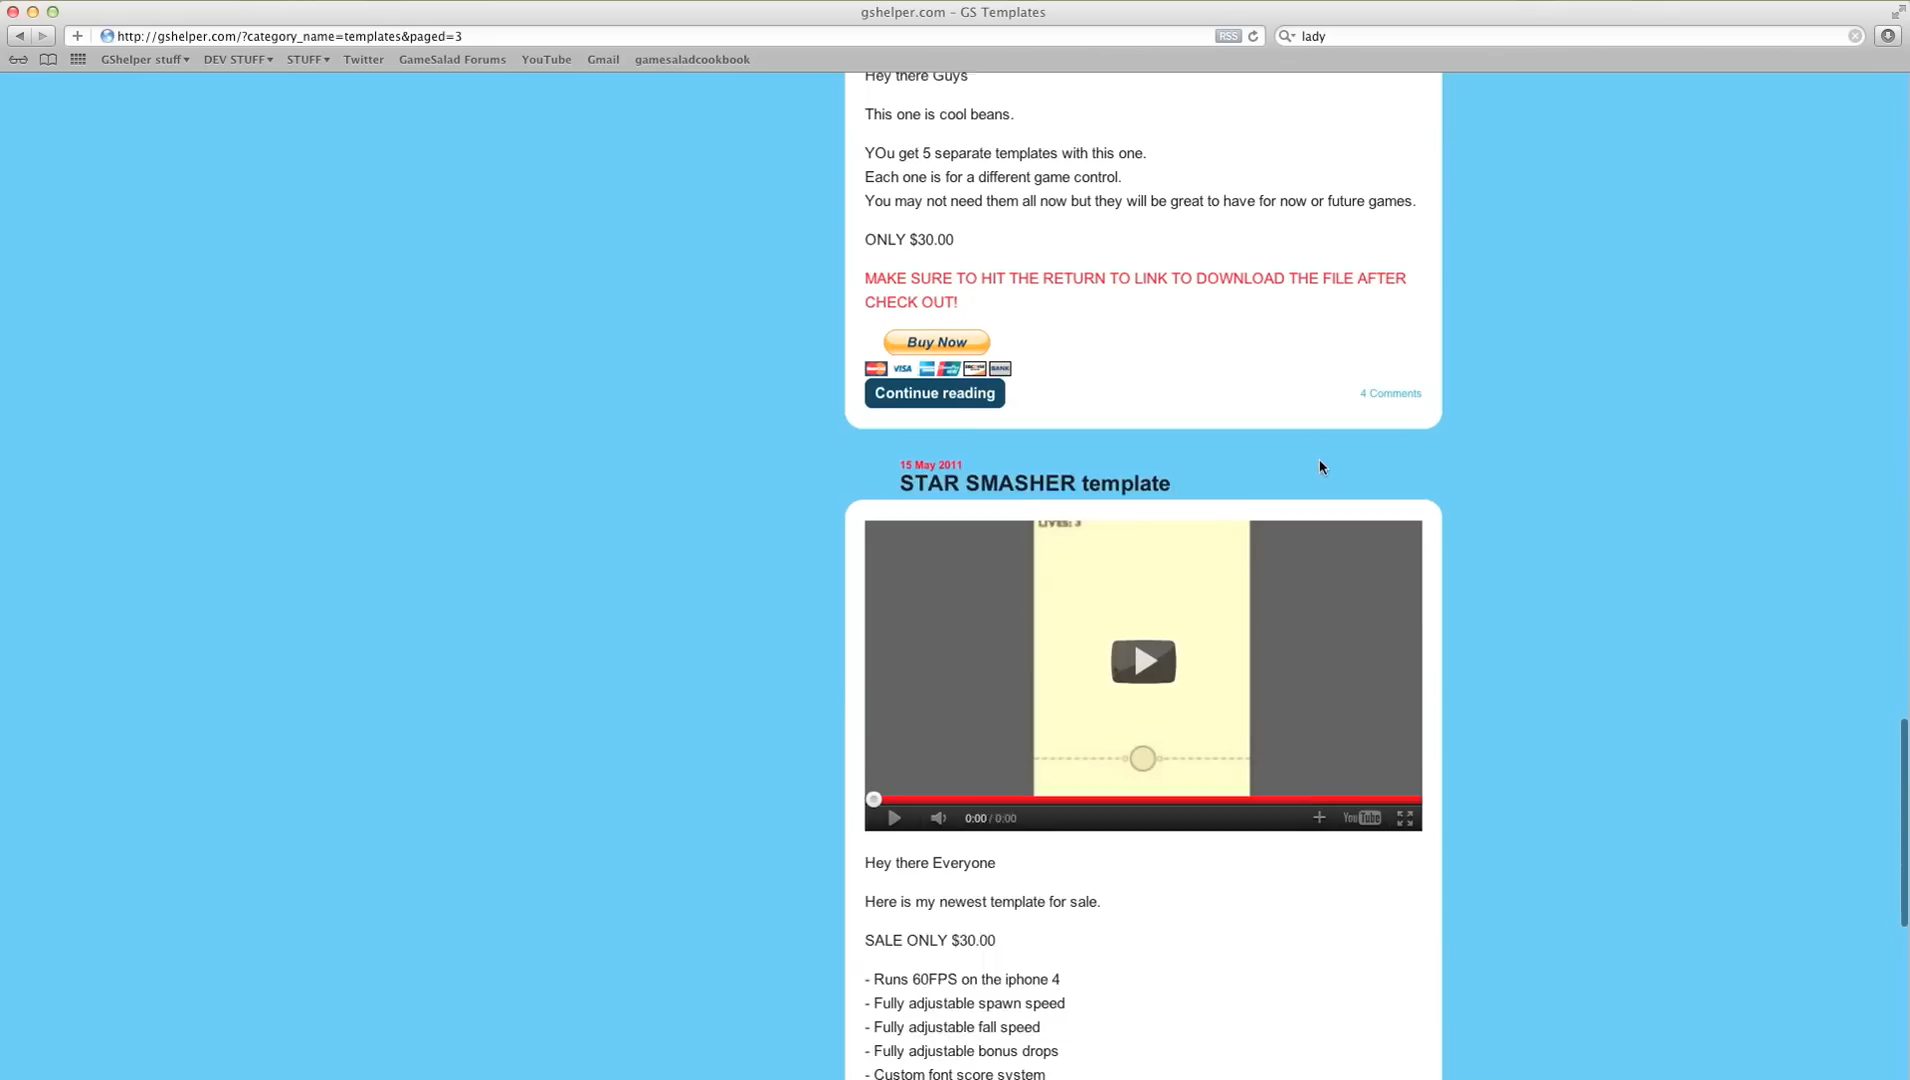 gshelper.com – GS Templates
http://gshelper.com/?category_name=templates&paged=3
RSS
lady
GShelper stuff▾ DEV STUFF▾ STUFF▾ Twitter GameSalad Forums YouTube Gmail gamesaladcookbook
Hey there Guys
This one is cool beans.
YOu get 5 separate templates with this one.
Each one is for a different game control.
You may not need them all now but they will be great to have for now or future games.
ONLY $30.00
MAKE SURE TO HIT THE RETURN TO LINK TO DOWNLOAD THE FILE AFTER
CHECK OUT!
Buy Now
VISA BANK
Continue reading
4 Comments
15 May 2011
STAR SMASHER template
LIVES: 3
0:00 / 0:00
YouTube
Hey there Everyone
Here is my newest template for sale.
SALE ONLY $30.00
- Runs 60FPS on the iphone 4
- Fully adjustable spawn speed
- Fully adjustable fall speed
- Fully adjustable bonus drops
- Custom font score system